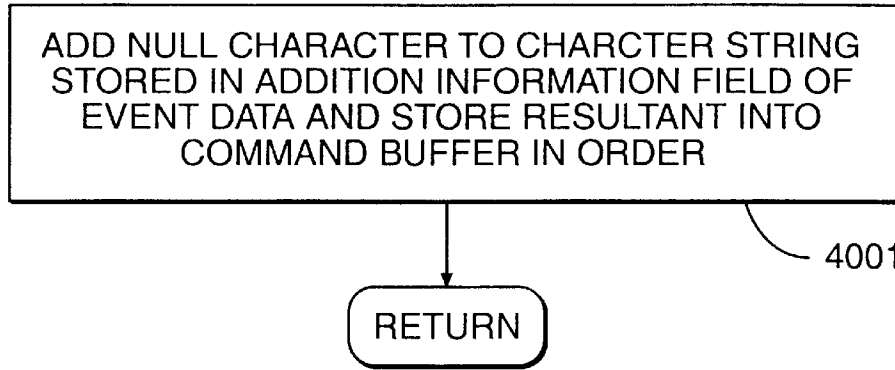 ADD NULL CHARACTER TO CHARCTER STRING
STORED IN ADDITION INFORMATION FIELD OF
EVENT DATA AND STORE RESULTANT INTO
COMMAND BUFFER IN ORDER
4001
RETURN